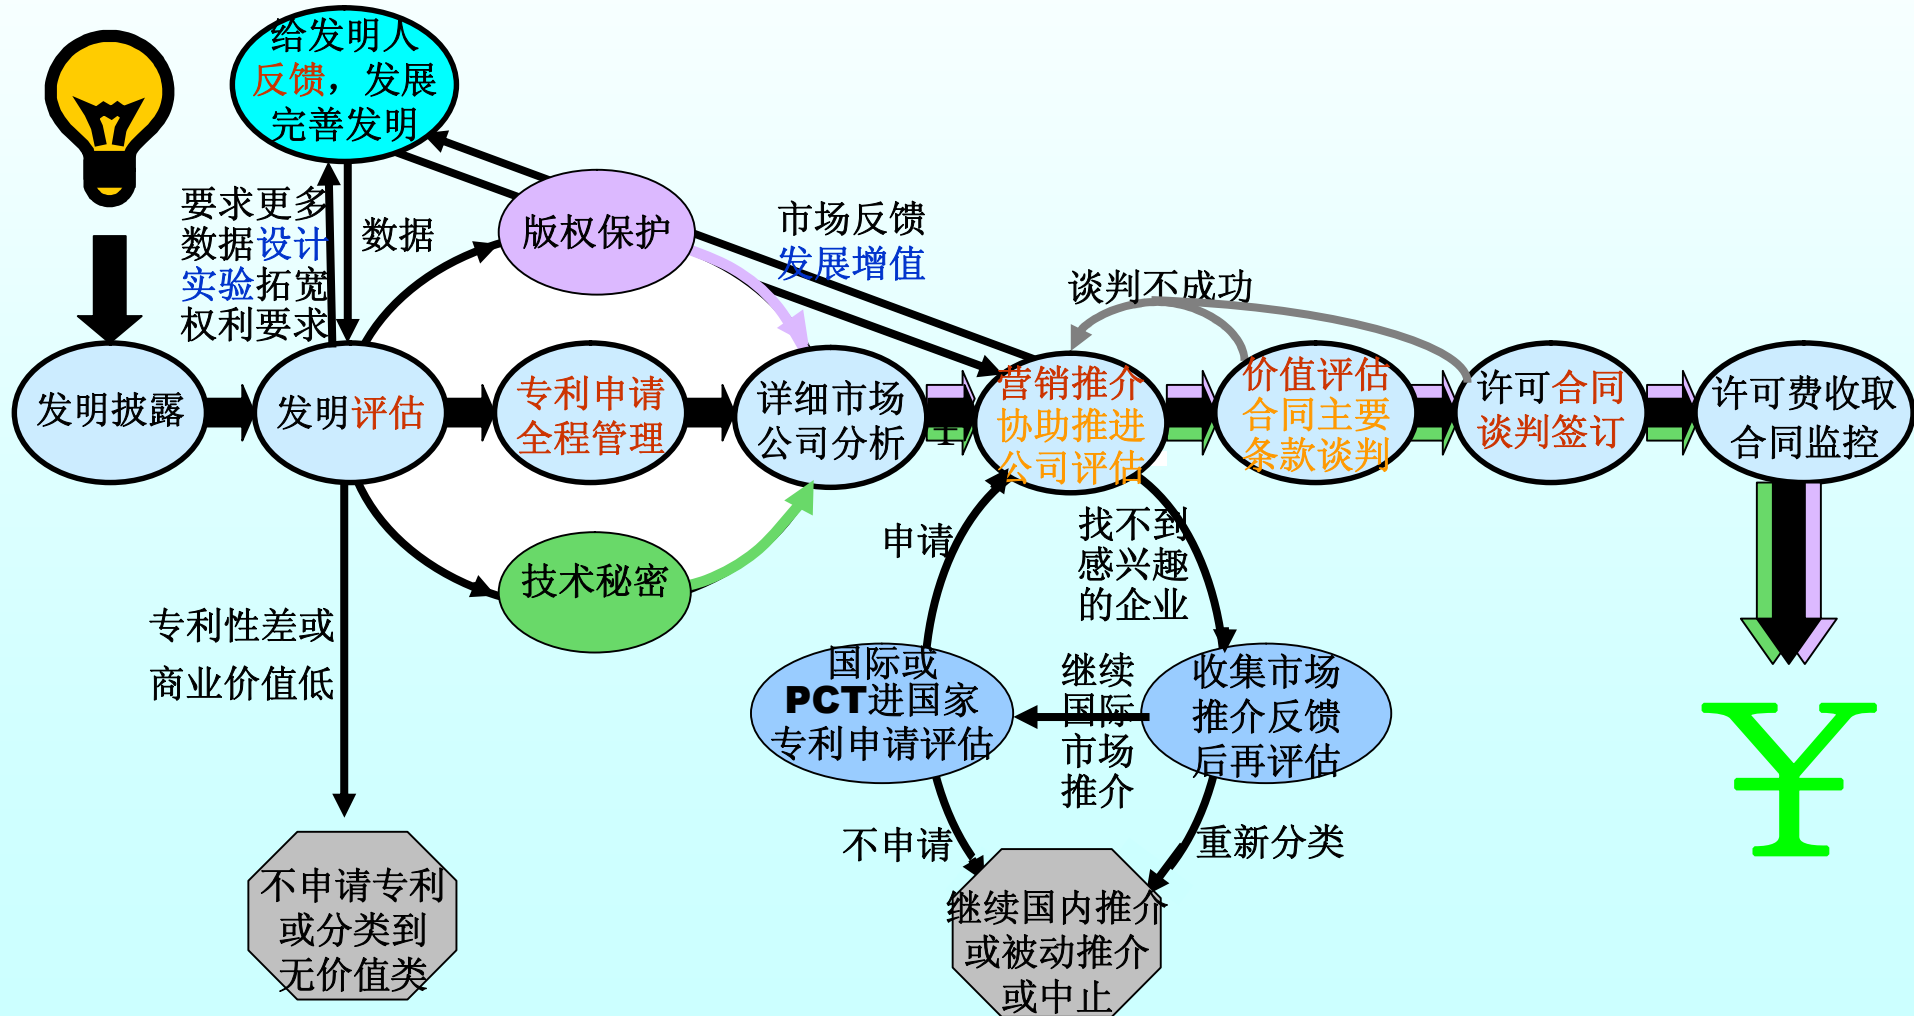 给发明人
反馈，发展
完善发明
要求更多
数据设计
实验拓宽
权利要求
数据
版权保护
市场反馈
发展增值
谈判不成功
发明披露
发明评估
专利申请
全程管理
详细市场
公司分析
营销推介
协助推进
公司评估
价值评估
合同主要
条款谈判
许可合同
谈判签订
许可费收取
合同监控
技术秘密
申请
找不到
感兴趣
的企业
专利性差或
商业价值低
国际或
PCT进国家
专利申请评估
继续
国际
市场
推介
收集市场
推介反馈
后再评估
不申请
重新分类
不申请专利
或分类到
无价值类
继续国内推介
或被动推介
或中止
¥